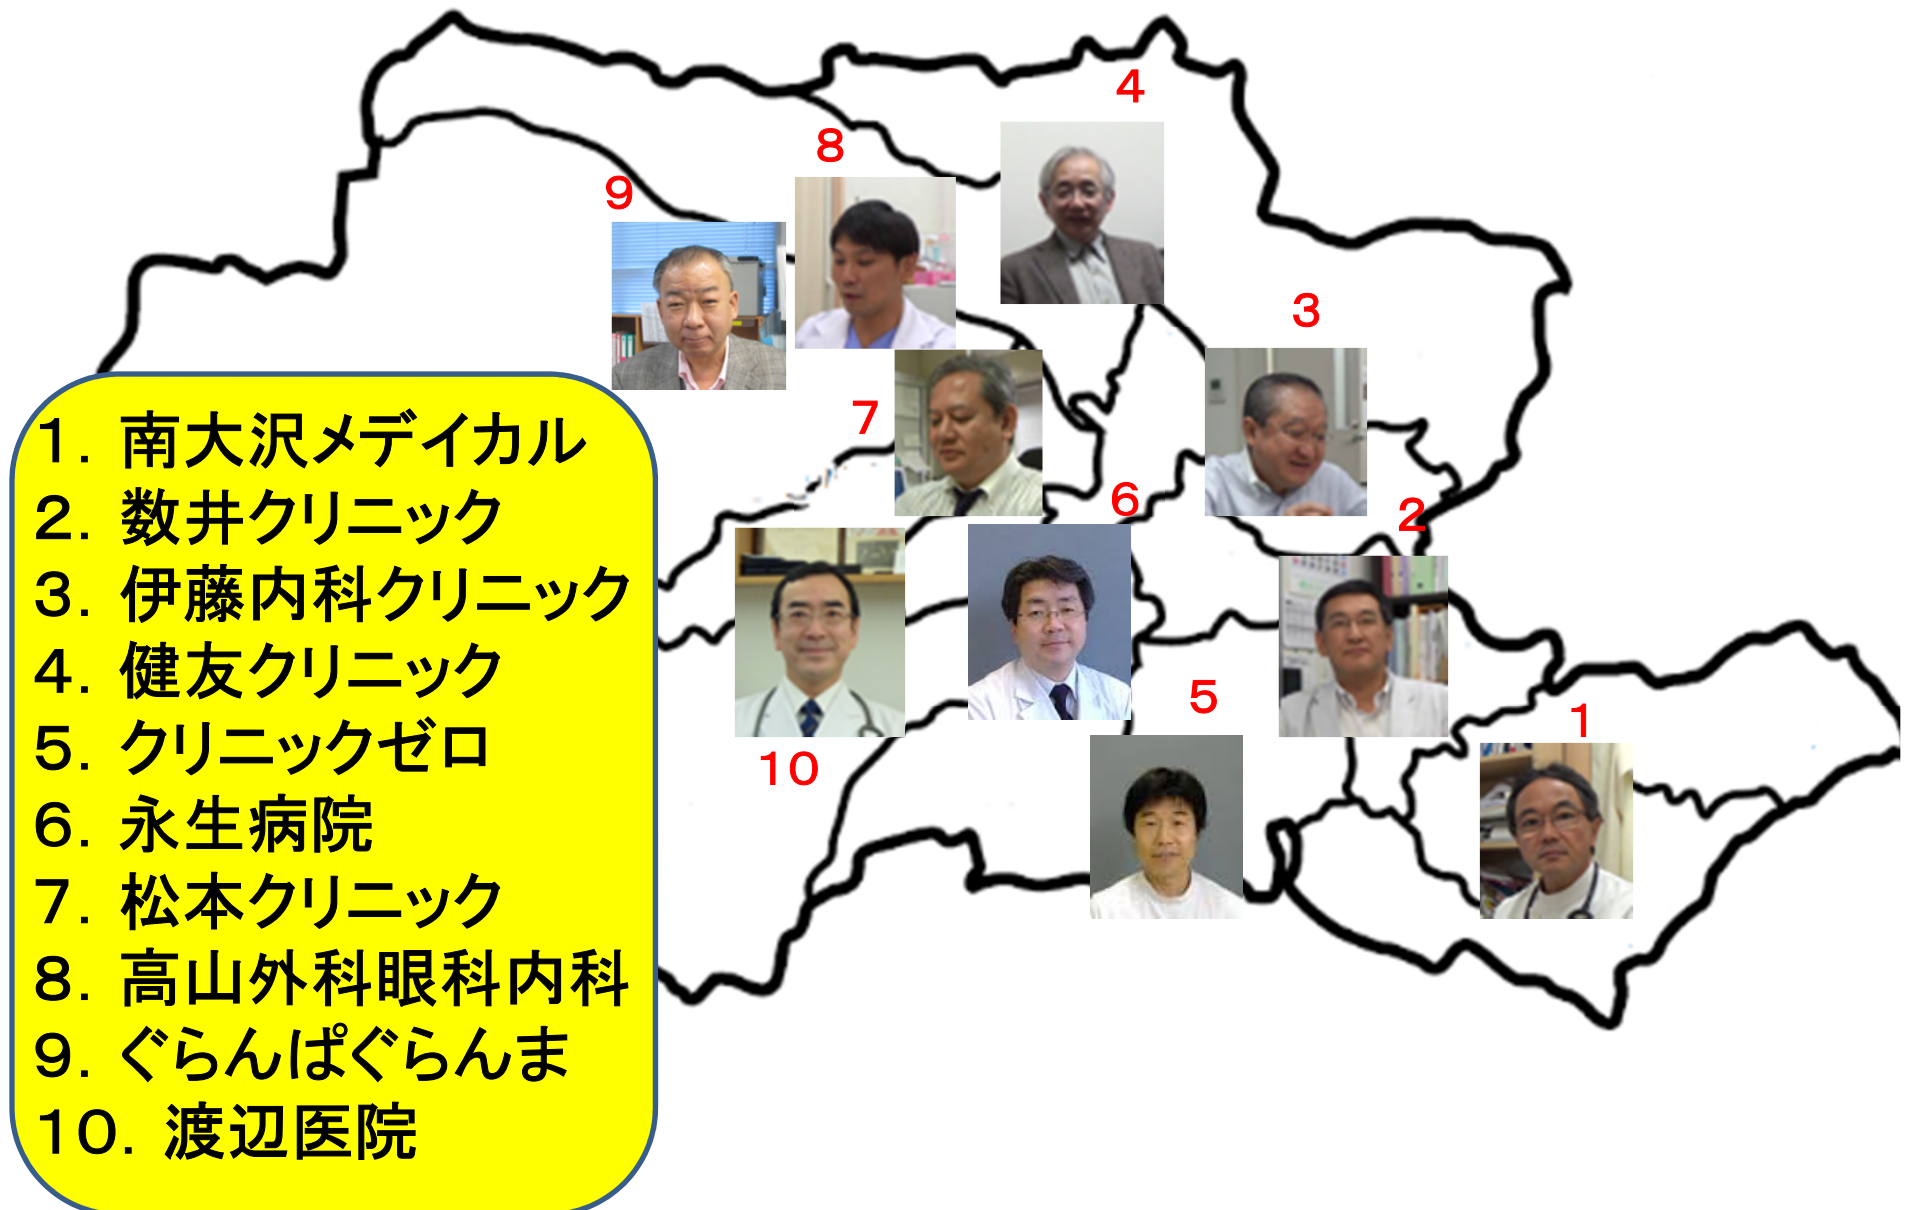 4
8
9
3
7
6
2
5
1
10
1. 南大沢メデイカル
2. 数井クリニック
3. 伊藤内科クリニック
4. 健友クリニック
5. クリニックゼロ
6. 永生病院
7. 松本クリニック
8. 高山外科眼科内科
9. ぐらんぱぐらんま
10. 渡辺医院